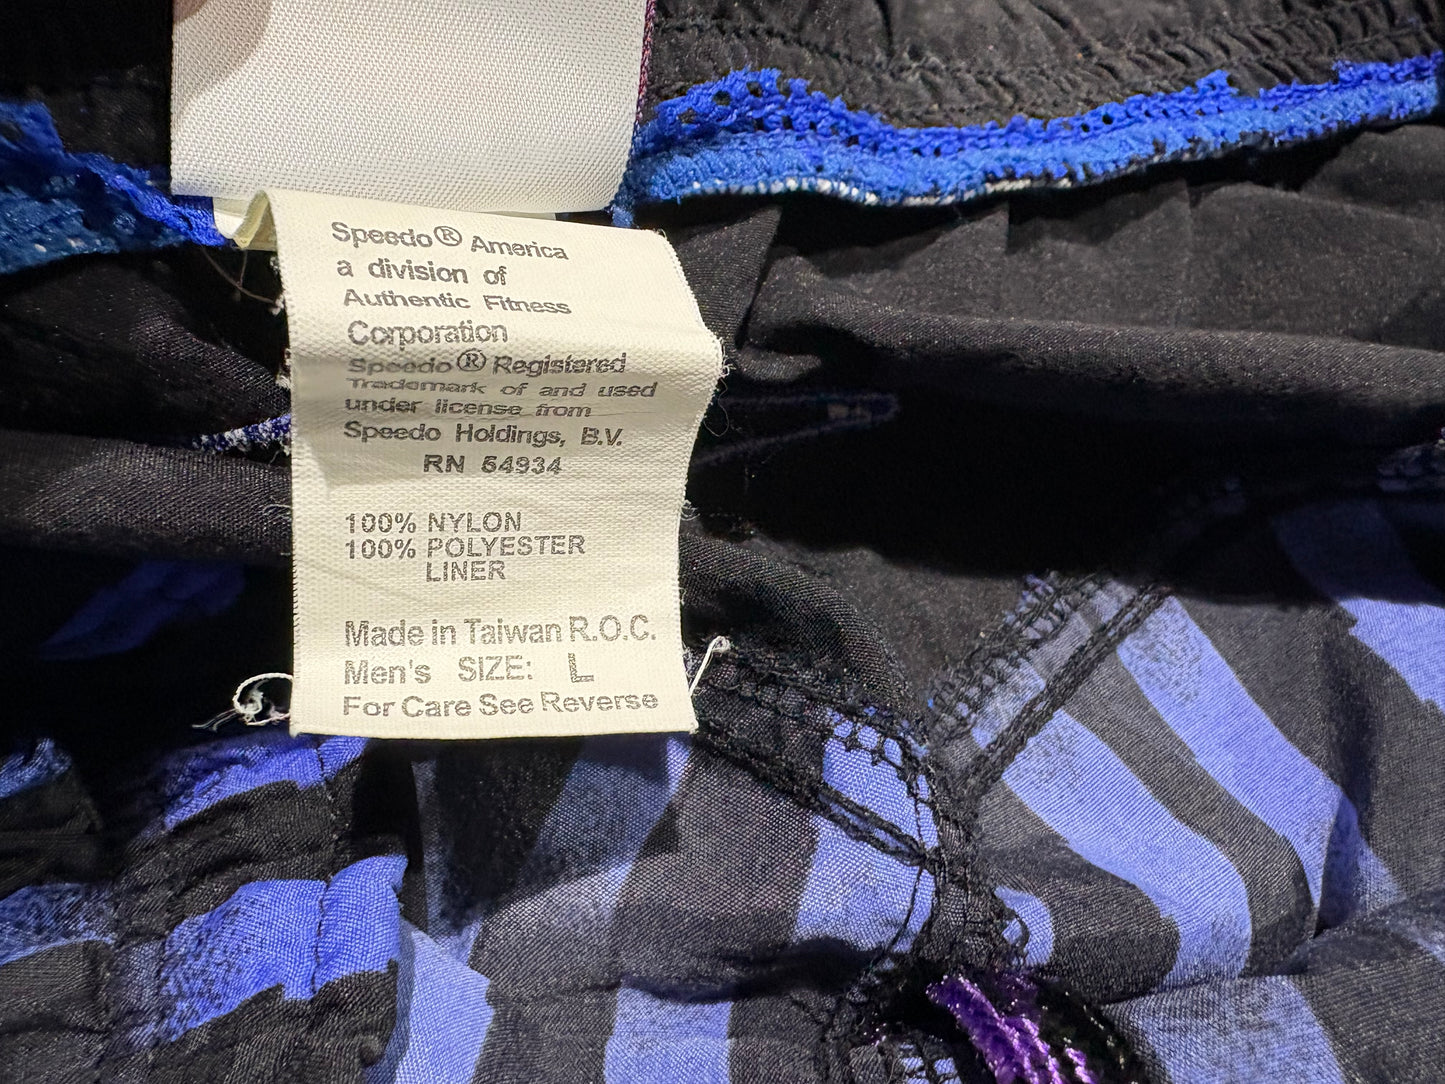 Speedo® America
a division of
Authentic Fitness
Corporation
Speedo® Registered
Trademark of and used
under license from
Speedo Holdings, B.V.
RN 54934
100% NYLON
100% POLYESTER
LINER
Made in Taiwan R.O.C.
Men's SIZE: L
For Care See Reverse